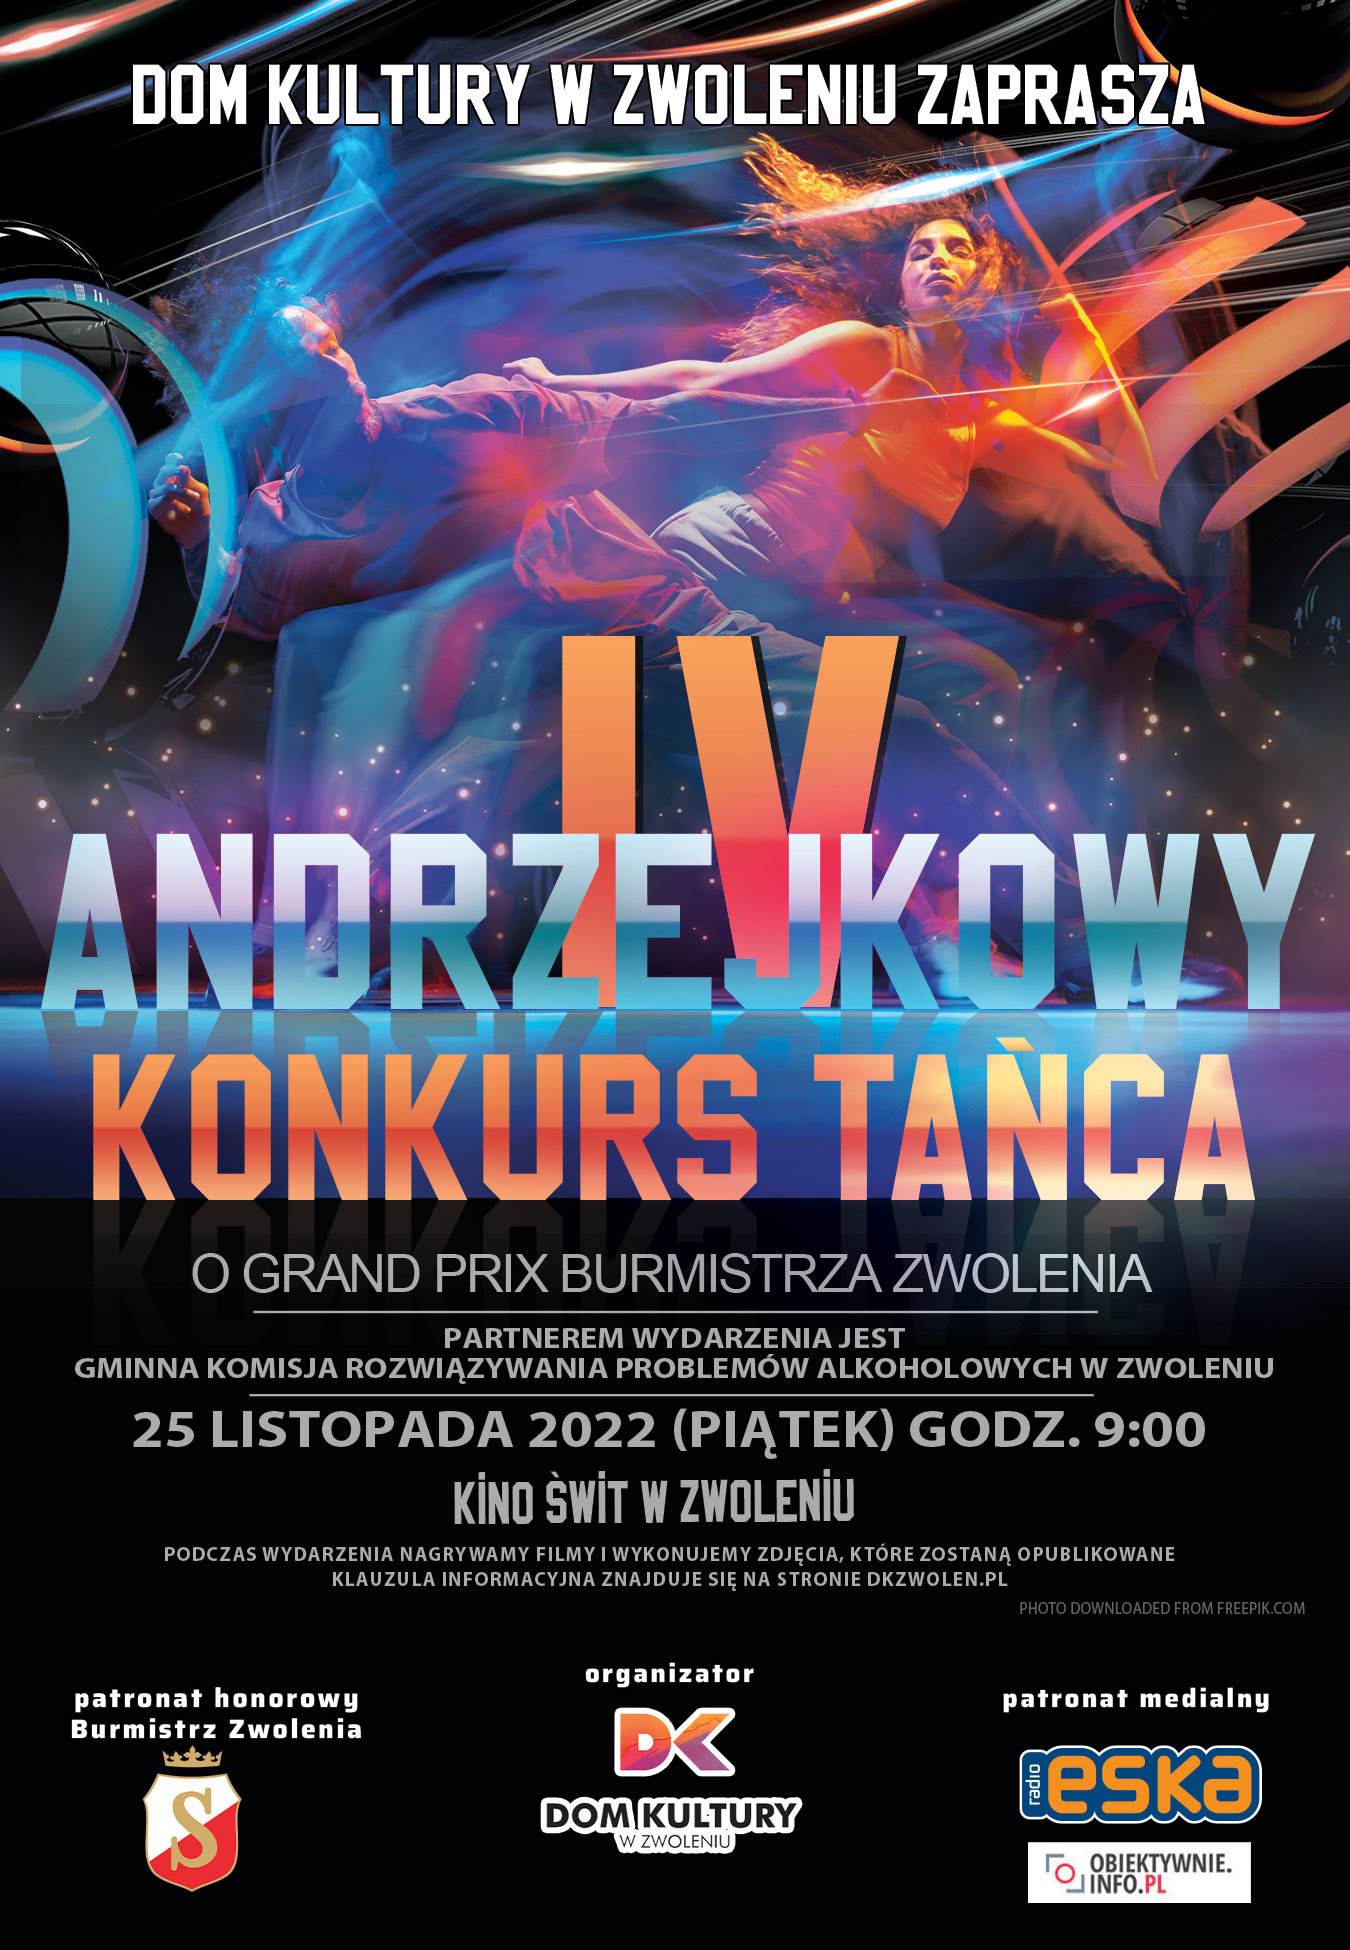 DOM KULTURY W ZWOLENIU ZAPRASZA
IV
ANDRZEJKOWY
KONKURS TAŃCA
O GRAND PRIX BURMISTRZA ZWOLENIA
PARTNEREM WYDARZENIA JEST
GMINNA KOMISJA ROZWIĄZYWANIA PROBLEMÓW ALKOHOLOWYCH W ZWOLENIU
25 LISTOPADA 2022 (PIĄTEK) GODZ. 9:00
KINO ŚWIT W ZWOLENIU
PODCZAS WYDARZENIA NAGRYWAMY FILMY I WYKONUJEMY ZDJĘCIA, KTÓRE ZOSTANĄ OPUBLIKOWANE
KLAUZULA INFORMACYJNA ZNAJDUJE SIĘ NA STRONIE DKZWOLEN.PL
PHOTO DOWNLOADED FROM FREEPIK.COM
patronat honorowy
Burmistrz Zwolenia
S
organizator
DK
DOM KULTURY
W ZWOLENIU
patronat medialny
radio eska
OBIEKTYWNIE.
INFO.PL